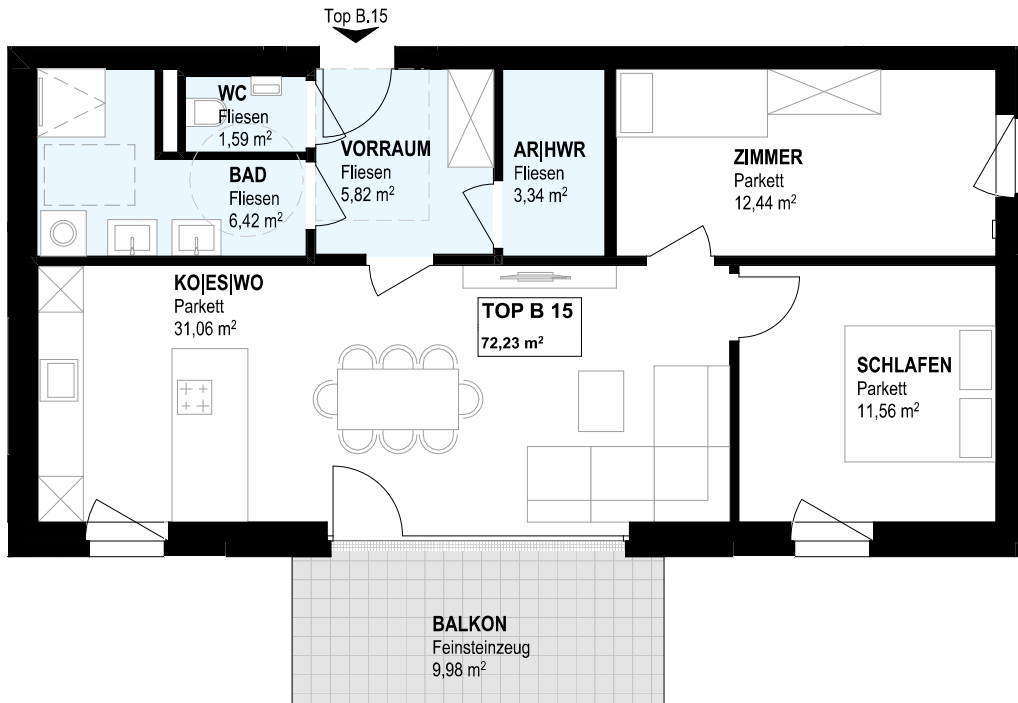 Top B.15
WC
Fliesen
1,59 m²
BAD
Fliesen
6,42 m²
VORRAUM
Fliesen
5,82 m²
AR|HWR
Fliesen
3,34 m²
ZIMMER
Parkett
12,44 m²
KO|ES|WO
Parkett
31,06 m²
TOP B 15
72,23 m²
SCHLAFEN
Parkett
11,56 m²
BALKON
Feinsteinzeug
9,98 m²